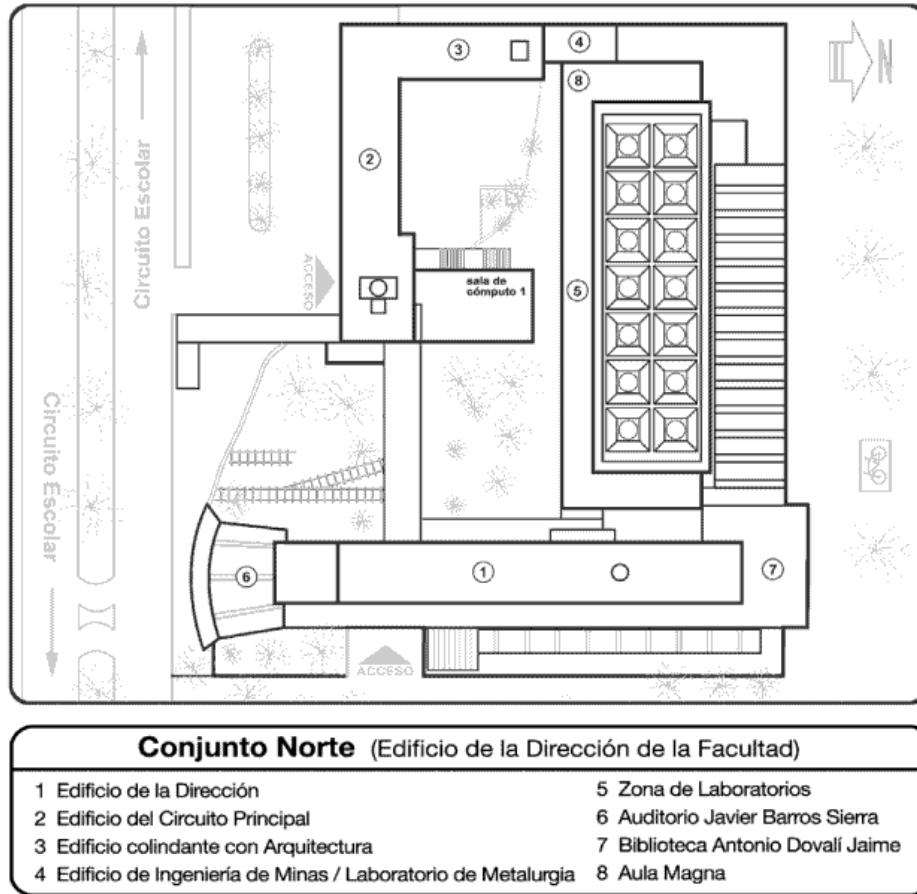 3
4
8
N
Circuito Escolar
2
ACCESO
sala de
cómputo 1
5
Circuito Escolar
6
1
7
ACCESO
Conjunto Norte (Edificio de la Dirección de la Facultad)
1 Edificio de la Dirección
2 Edificio del Circuito Principal
3 Edificio colindante con Arquitectura
4 Edificio de Ingeniería de Minas / Laboratorio de Metalurgia
5 Zona de Laboratorios
6 Auditorio Javier Barros Sierra
7 Biblioteca Antonio Dovalí Jaime
8 Aula Magna